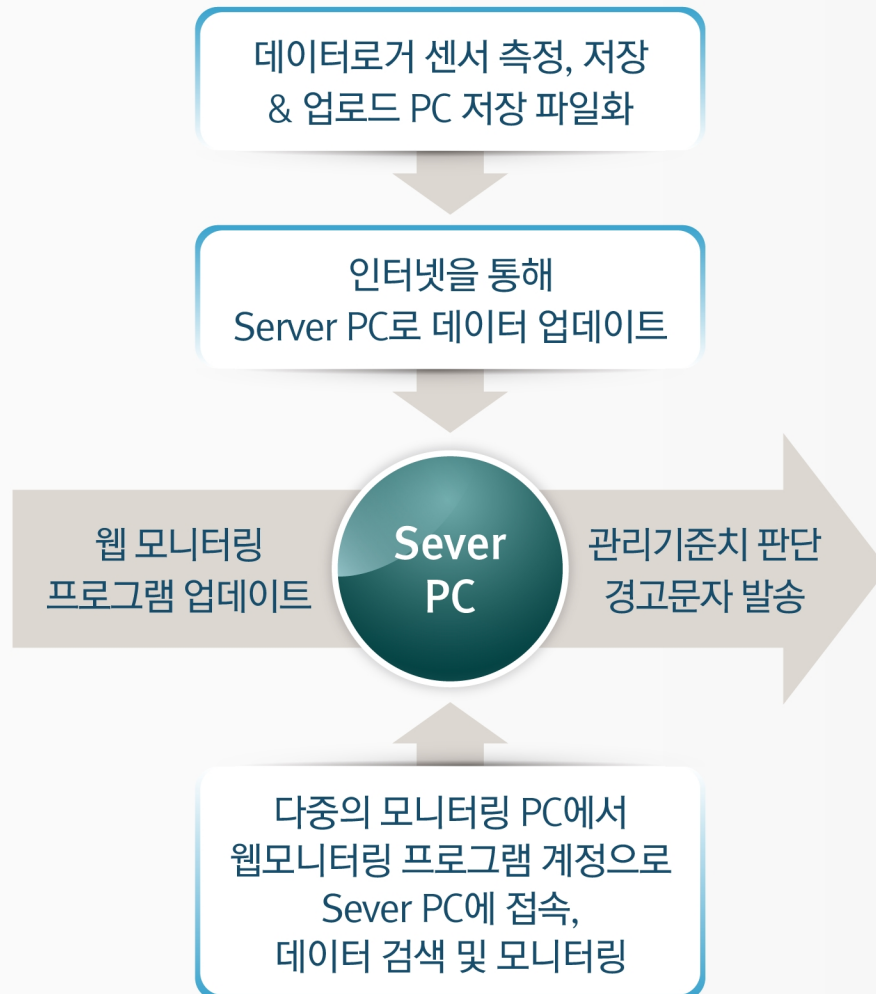 데이터로거 센서 측정, 저장
& 업로드 PC 저장 파일화
인터넷을 통해
Server PC로 데이터 업데이트
웹 모니터링
프로그램 업데이트
Sever
PC
관리기준치 판단
경고문자 발송
다중의 모니터링 PC에서
웹모니터링 프로그램 계정으로
Sever PC에 접속,
데이터 검색 및 모니터링